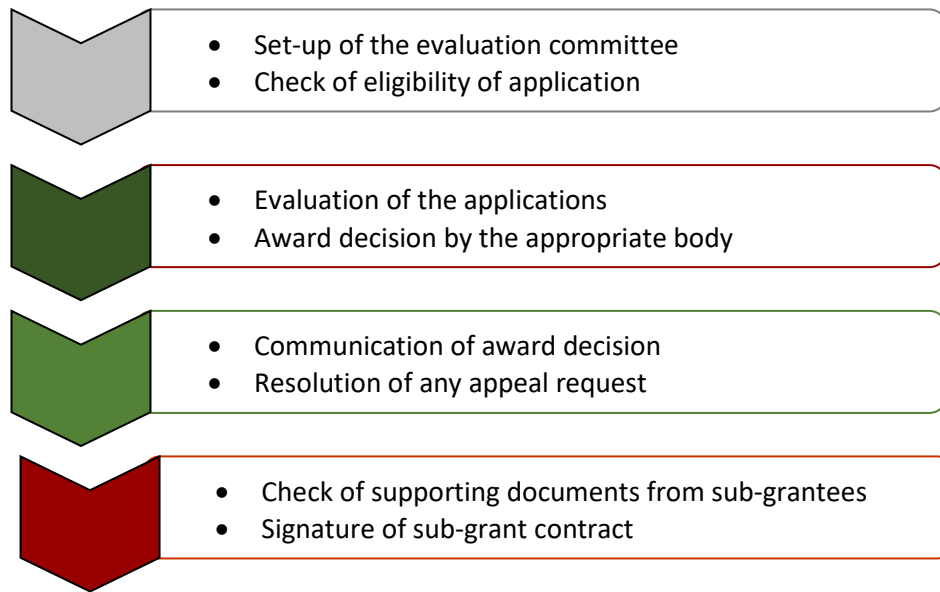 • Set-up of the evaluation committee
• Check of eligibility of application
• Evaluation of the applications
• Award decision by the appropriate body
• Communication of award decision
• Resolution of any appeal request
• Check of supporting documents from sub-grantees
• Signature of sub-grant contract